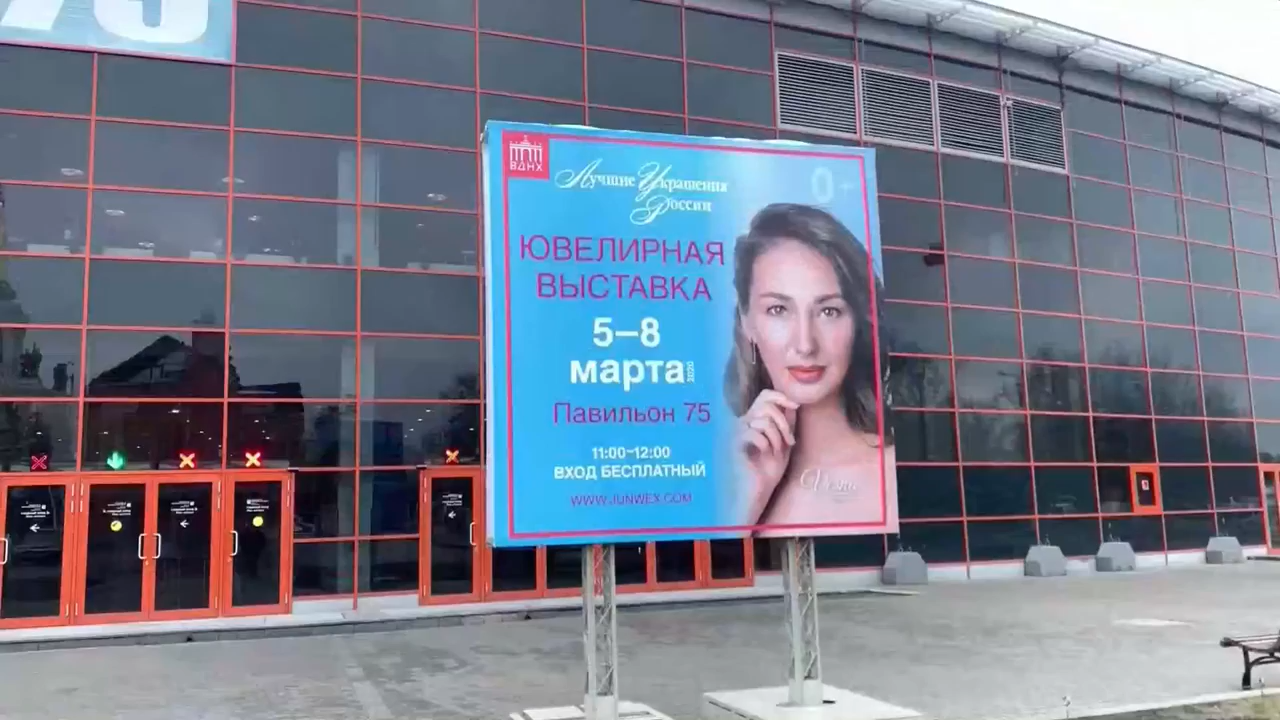 75
ВДНХ
Лучшие Украшения
России
0+
ЮВЕЛИРНАЯ
ВЫСТАВКА
5–8
марта
2020
Павильон 75
11:00–12:00
ВХОД БЕСПЛАТНЫЙ
WWW.JUNWEX.COM